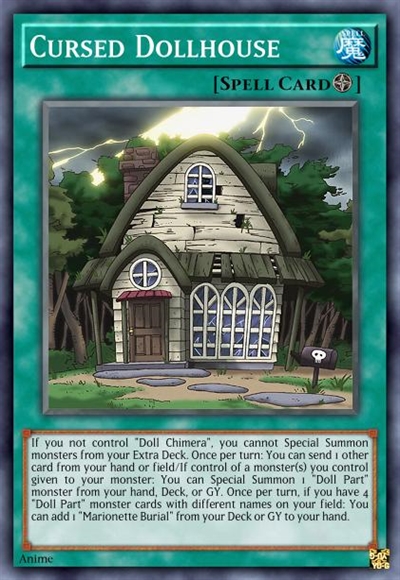 CURSED DOLLHOUSE
SPELL
魔
[SPELL CARD]
If you not control "Doll Chimera", you cannot Special Summon
monsters from your Extra Deck. Once per turn: You can send 1 other
card from your hand or field/If control of a monster(s) you control
given to your monster: You can Special Summon 1 "Doll Part"
monster from your hand, Deck, or GY. Once per turn, if you have 4
"Doll Part" monster cards with different names on your field: You
can add 1 "Marionette Burial" from your Deck or GY to your hand.
Anime